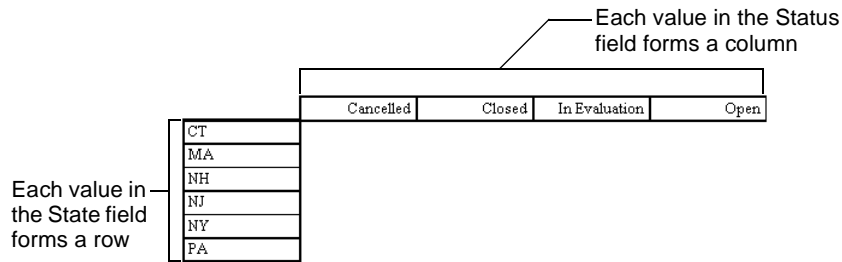 Each value in the Status
field forms a column
Cancelled Closed In Evaluation Open
CT
MA
NH
NJ
NY
PA
Each value in
the State field
forms a row